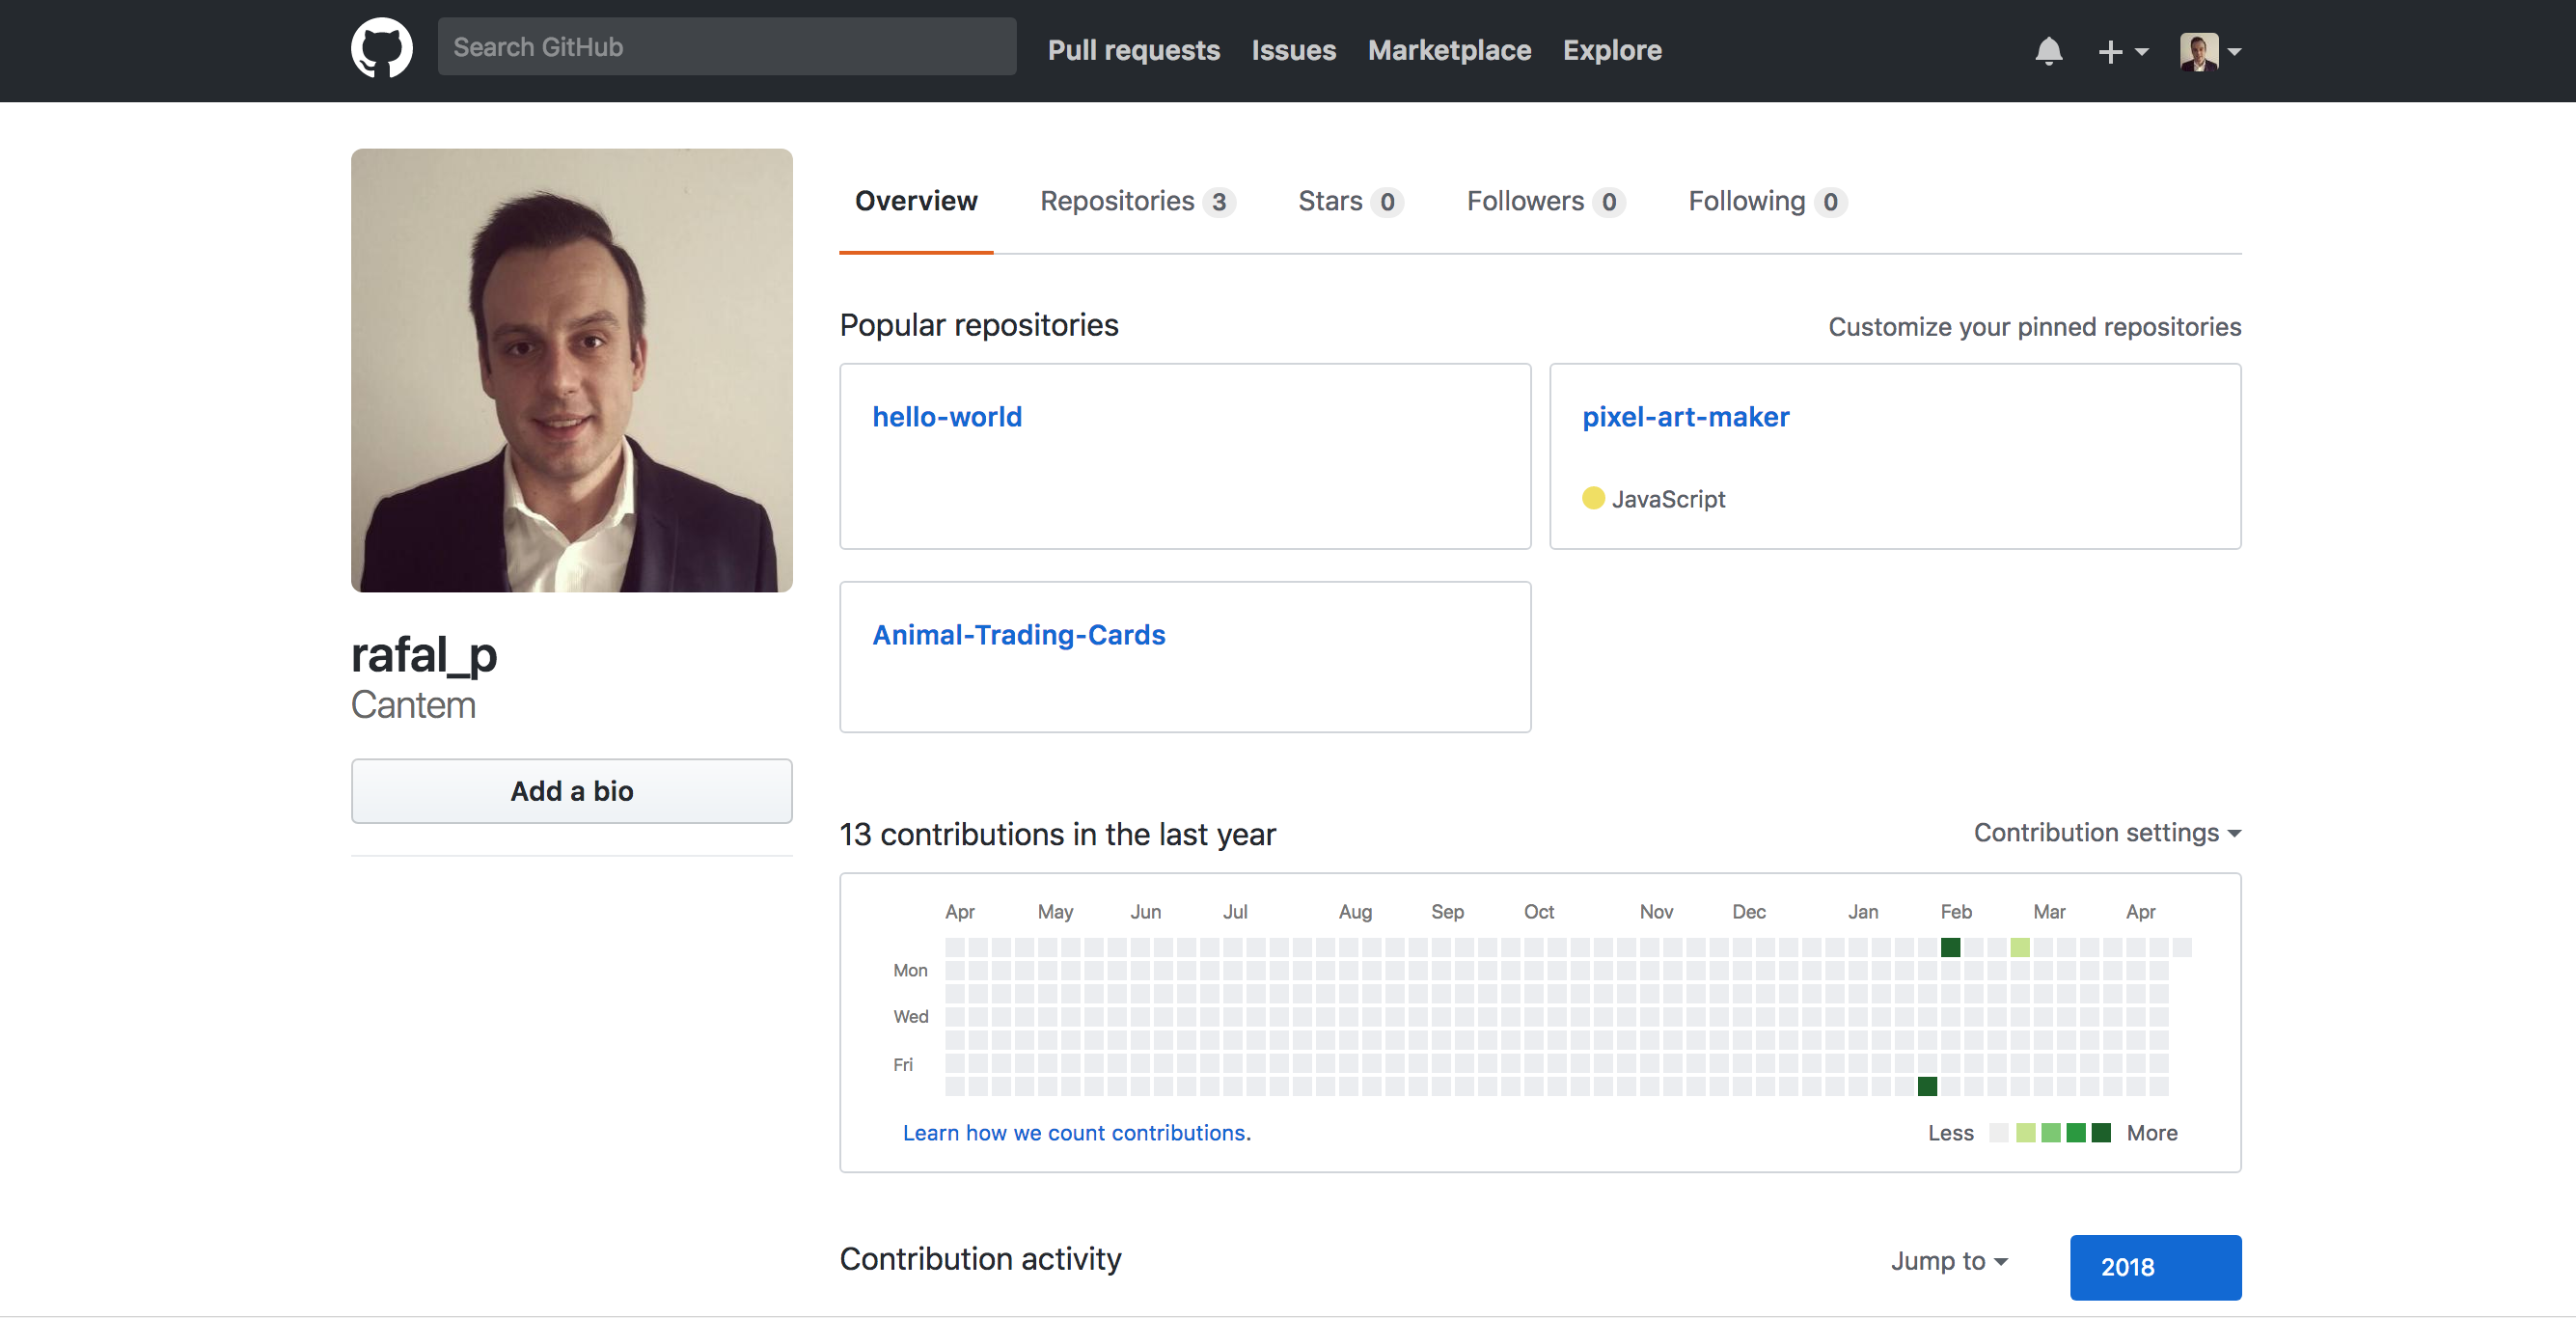 Search GitHub Pull requests Issues Marketplace Explore
Overview Repositories 3 Stars 0 Followers 0 Following 0
Popular repositories Customize your pinned repositories
hello-world pixel-art-maker
JavaScript
Animal-Trading-Cards
rafal_p
Cantem
Add a bio
13 contributions in the last year Contribution settings
Apr May Jun Jul Aug Sep Oct Nov Dec Jan Feb Mar Apr
Mon
Wed
Fri
Learn how we count contributions. Less More
Contribution activity Jump to 2018